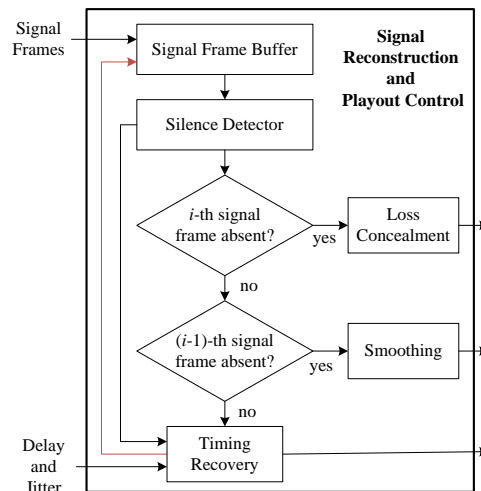 Signal
Frames
Signal Frame Buffer
Signal
Reconstruction
and
Playout Control
Silence Detector
i-th signal
frame absent?
yes
Loss
Concealment
no
(i-1)-th signal
frame absent?
yes
Smoothing
no
Timing
Recovery
Delay
and
Jitter